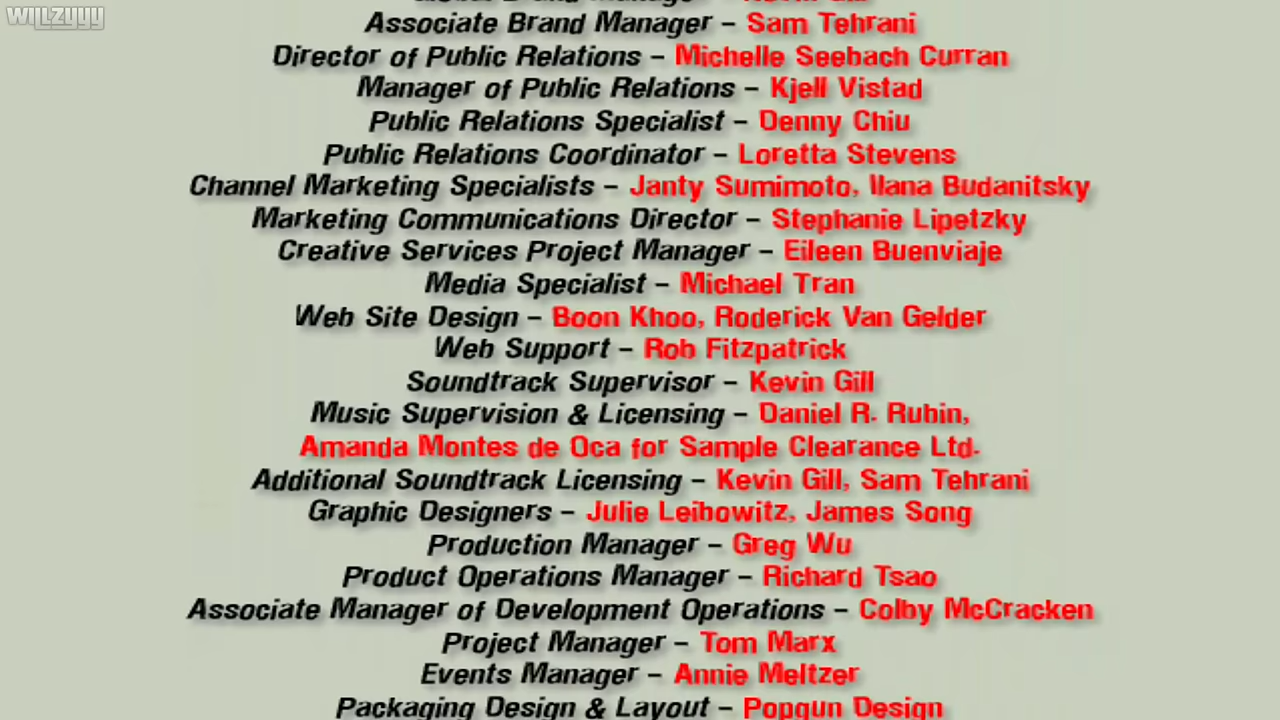 WIJLZYYY
Associate Brand Manager – Sam Tehrani
Director of Public Relations – Michelle Seebach Curran
Manager of Public Relations – Kjell Vistad
Public Relations Specialist – Denny Chiu
Public Relations Coordinator – Loretta Stevens
Channel Marketing Specialists – Janty Sumimoto, Ilana Budanitsky
Marketing Communications Director – Stephanie Lipetzky
Creative Services Project Manager – Eileen Buenviaje
Media Specialist – Michael Tran
Web Site Design – Boon Khoo, Roderick Van Gelder
Web Support – Rob Fitzpatrick
Soundtrack Supervisor – Kevin Gill
Music Supervision & Licensing – Daniel R. Rubin,
Amanda Montes de Oca for Sample Clearance Ltd.
Additional Soundtrack Licensing – Kevin Gill, Sam Tehrani
Graphic Designers – Julie Leibowitz, James Song
Production Manager – Greg Wu
Product Operations Manager – Richard Tsao
Associate Manager of Development Operations – Colby McCracken
Project Manager – Tom Marx
Events Manager – Annie Meltzer
Packaging Design & Layout – Popgun Design